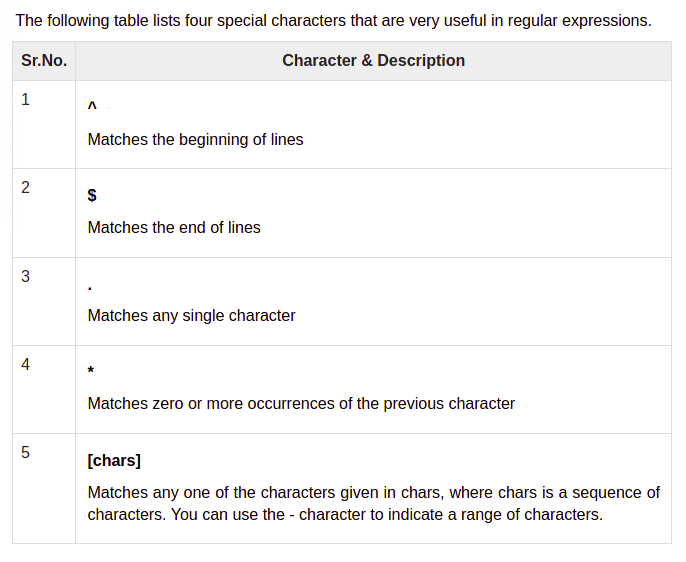 The following table lists four special characters that are very useful in regular expressions.
Sr.No. Character & Description
1
^
Matches the beginning of lines
2
$
Matches the end of lines
3
.
Matches any single character
4
*
Matches zero or more occurrences of the previous character
5
[chars]
Matches any one of the characters given in chars, where chars is a sequence of
characters. You can use the - character to indicate a range of characters.